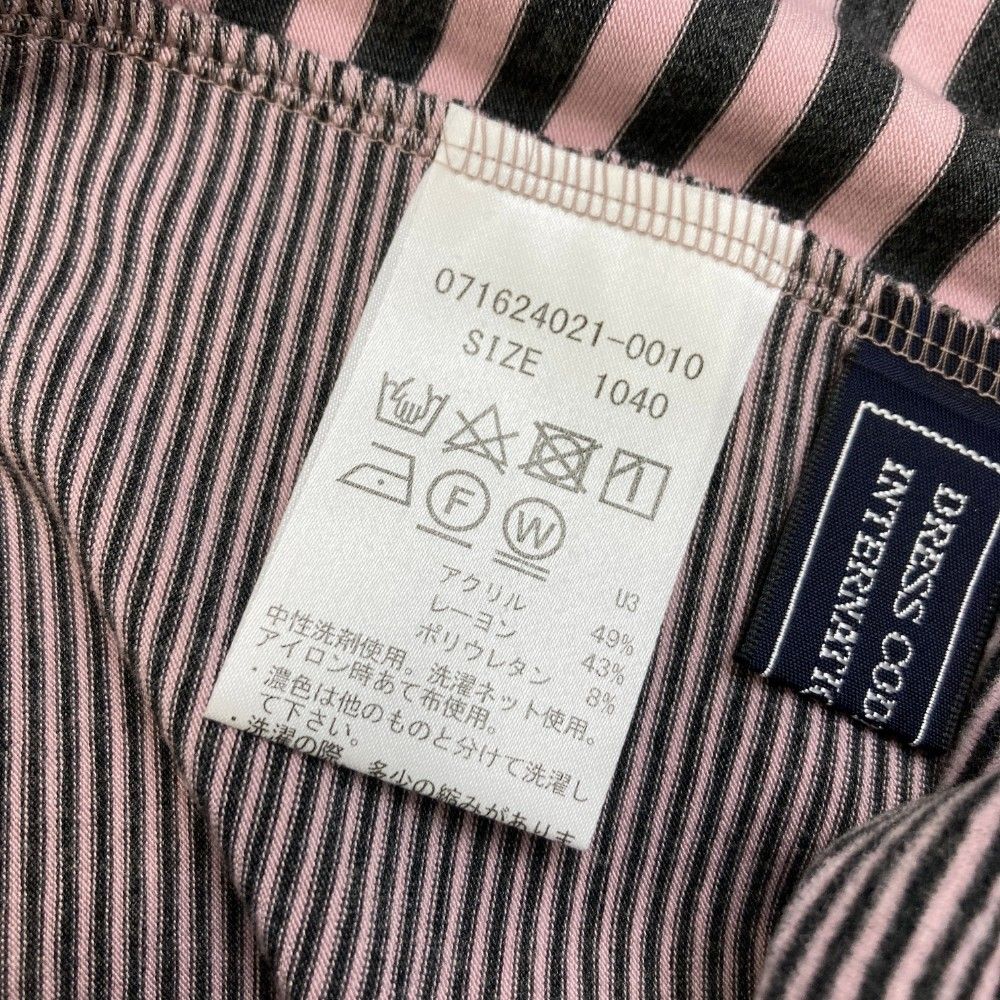 071624021-0010
SIZE 1040
F W
U3
アクリル 49%
レーヨン 43%
ポリウレタン 8%
中性洗剤使用。洗濯ネット使用。
アイロン時あて布使用。
・濃色は他のものと分けて洗濯し
て下さい。
・洗濯の際、多少の縮みがありま
DRESS COD
INTERNATIO